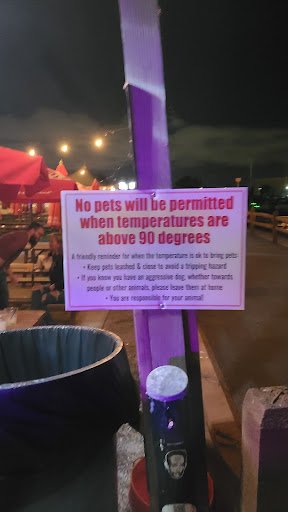 No pets will be permitted
when temperatures are
above 90 degrees
A friendly reminder for when the temperature is ok to bring pets:
• Keep pets leashed & close to avoid a tripping hazard
• If you know you have an aggressive dog, whether towards
people or other animals, please leave them at home
• You are responsible for your animal!